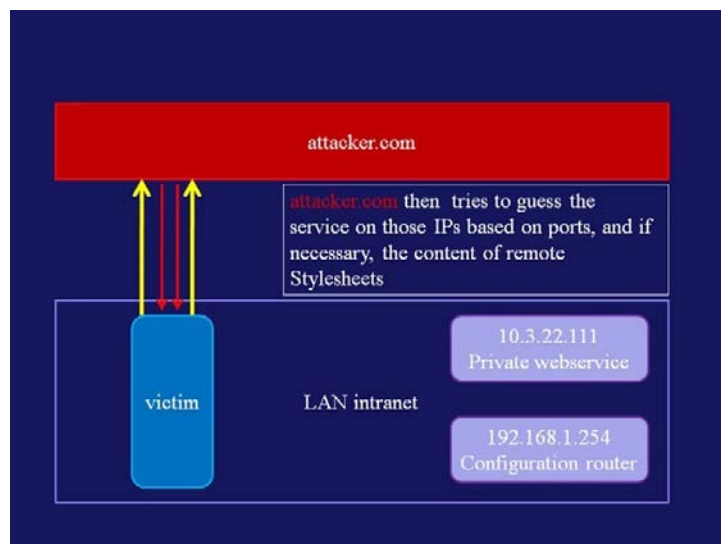 attacker.com
attacker.com then tries to guess the
service on those IPs based on ports, and if
necessary, the content of remote
Stylesheets
victim
LAN intranet
10.3.22.111
Private webservice
192.168.1.254
Configuration router